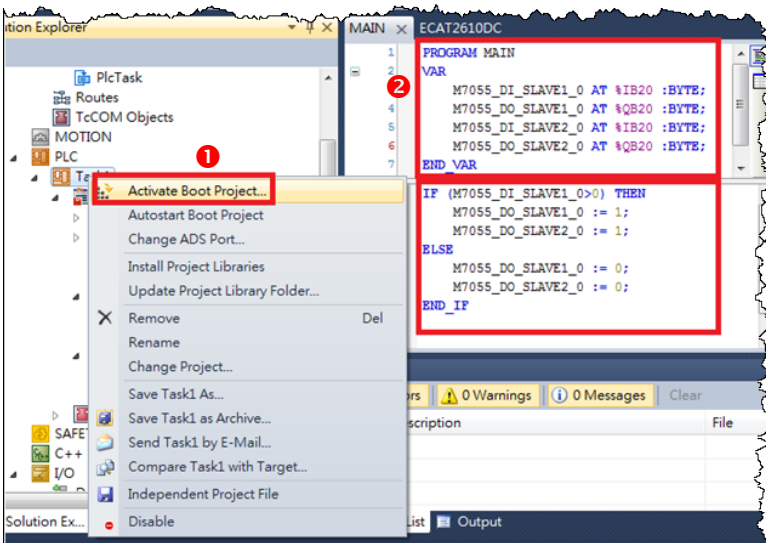 ution Explorer
PlcTask
Routes
TcCOM Objects
MOTION
PLC
1
Activate Boot Project...
Autostart Boot Project
Change ADS Port...
Install Project Libraries
Update Project Library Folder...
Remove Del
Rename
Change Project...
Save Task1 As...
Save Task1 as Archive...
Send Task1 by E-Mail...
Compare Task1 with Target...
Independent Project File
Disable
C++
I/O
Solution Ex...
MAIN ECAT2610DC
2
1 PROGRAM MAIN
2 VAR
M7055_DI_SLAVE1_0 AT %IB20 :BYTE;
4 M7055_DO_SLAVE1_0 AT %QB20 :BYTE;
5 M7055_DI_SLAVE2_0 AT %IB20 :BYTE;
6 M7055_DO_SLAVE2_0 AT %QB20 :BYTE;
7 END_VAR
IF (M7055_DI_SLAVE1_0>0) THEN
M7055_DO_SLAVE1_0 := 1;
M7055_DO_SLAVE2_0 := 1;
ELSE
M7055_DO_SLAVE1_0 := 0;
M7055_DO_SLAVE2_0 := 0;
END_IF
ors 0 Warnings 0 Messages Clear
scription File
List Output